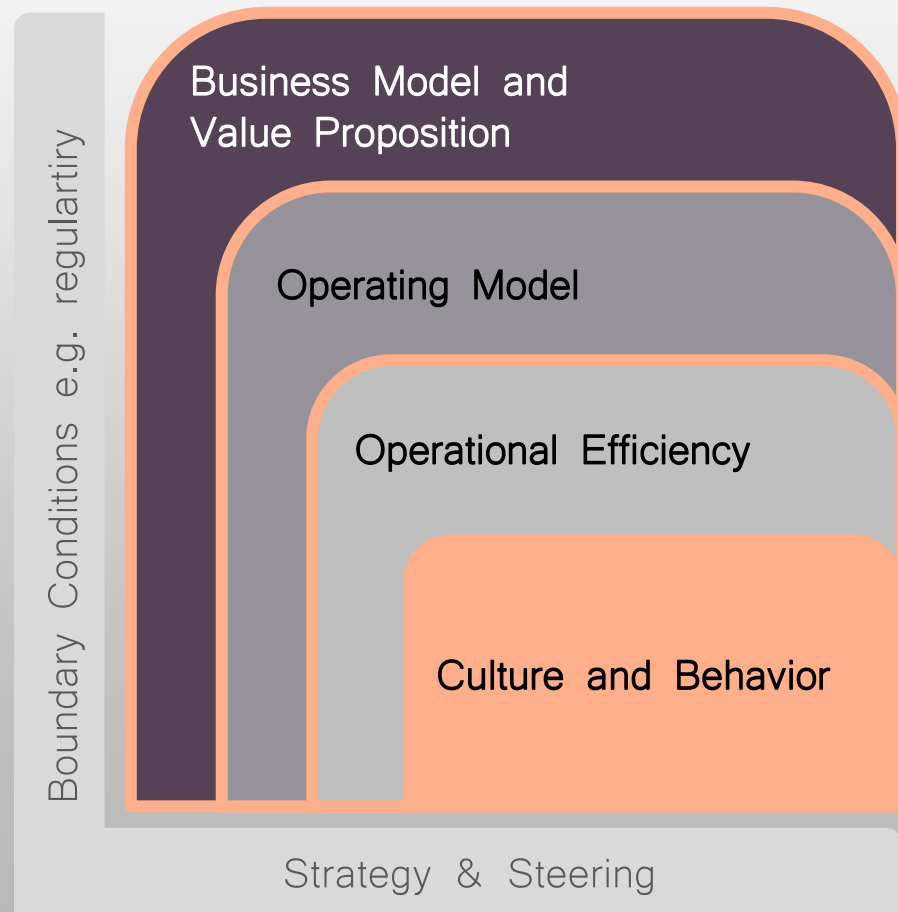 Business Model and
Value Proposition
Operating Model
Operational Efficiency
Culture and Behavior
Boundary Conditions e.g. regulartiry
Strategy & Steering